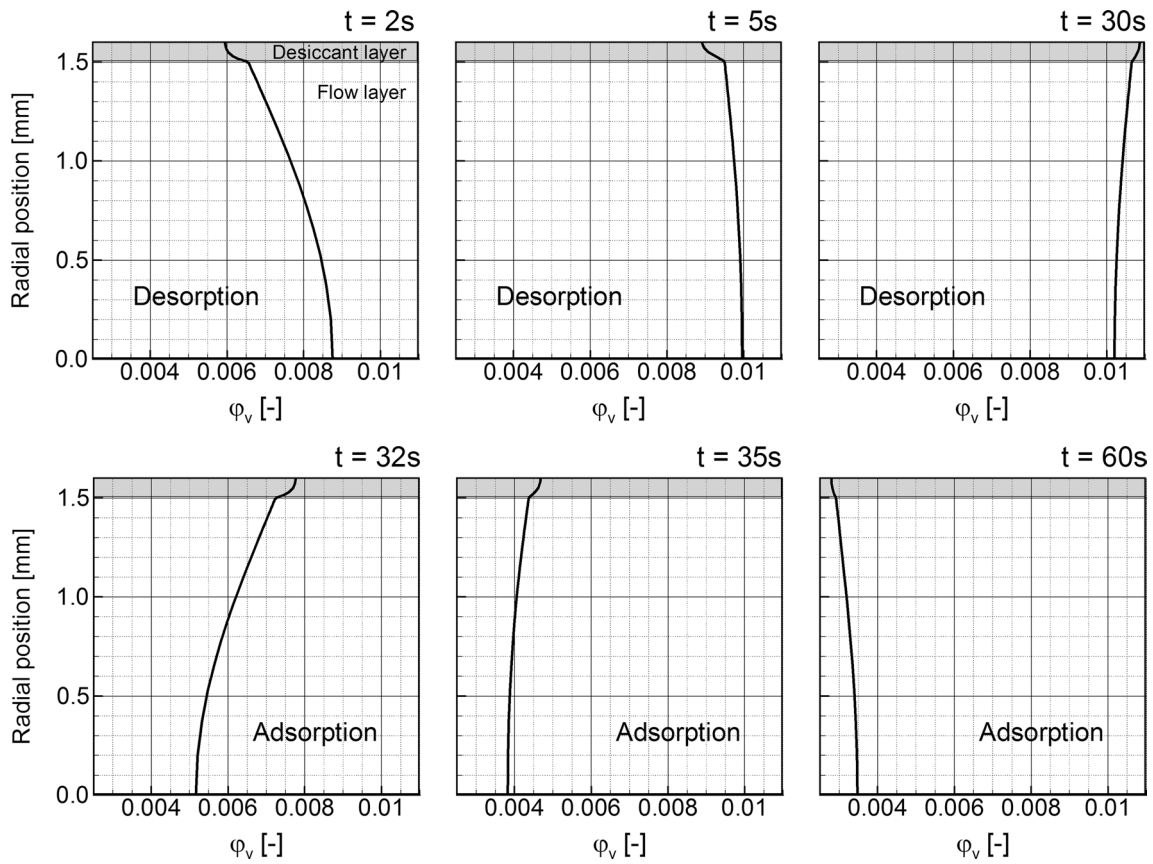 t = 2s
t = 5s
t = 30s
Desiccant layer
Flow layer
Radial position [mm]
1.5
1.0
0.5
0.0
Desorption
Desorption
Desorption
0.004 0.006 0.008 0.01
0.004 0.006 0.008 0.01
0.004 0.006 0.008 0.01
φv [-]
φv [-]
φv [-]
t = 32s
t = 35s
t = 60s
Radial position [mm]
1.5
1.0
0.5
0.0
Adsorption
Adsorption
Adsorption
0.004 0.006 0.008 0.01
0.004 0.006 0.008 0.01
0.004 0.006 0.008 0.01
φv [-]
φv [-]
φv [-]